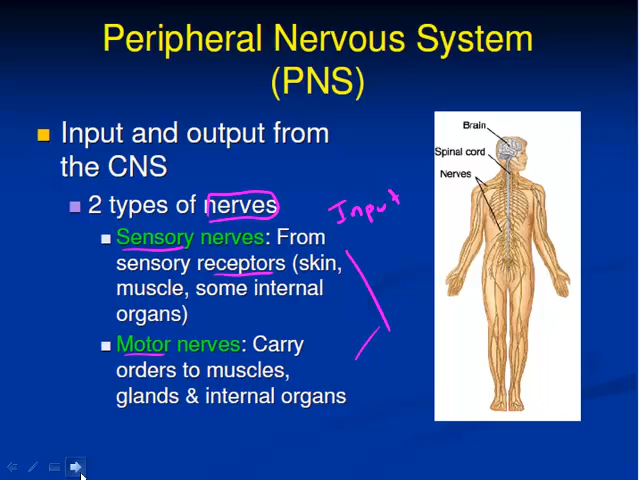 Peripheral Nervous System
(PNS)
Input and output from
the CNS
2 types of nerves
Input
Sensory nerves: From
sensory receptors (skin,
muscle, some internal
organs)
Motor nerves: Carry
orders to muscles,
glands & internal organs
Brain
Spinal cord
Nerves